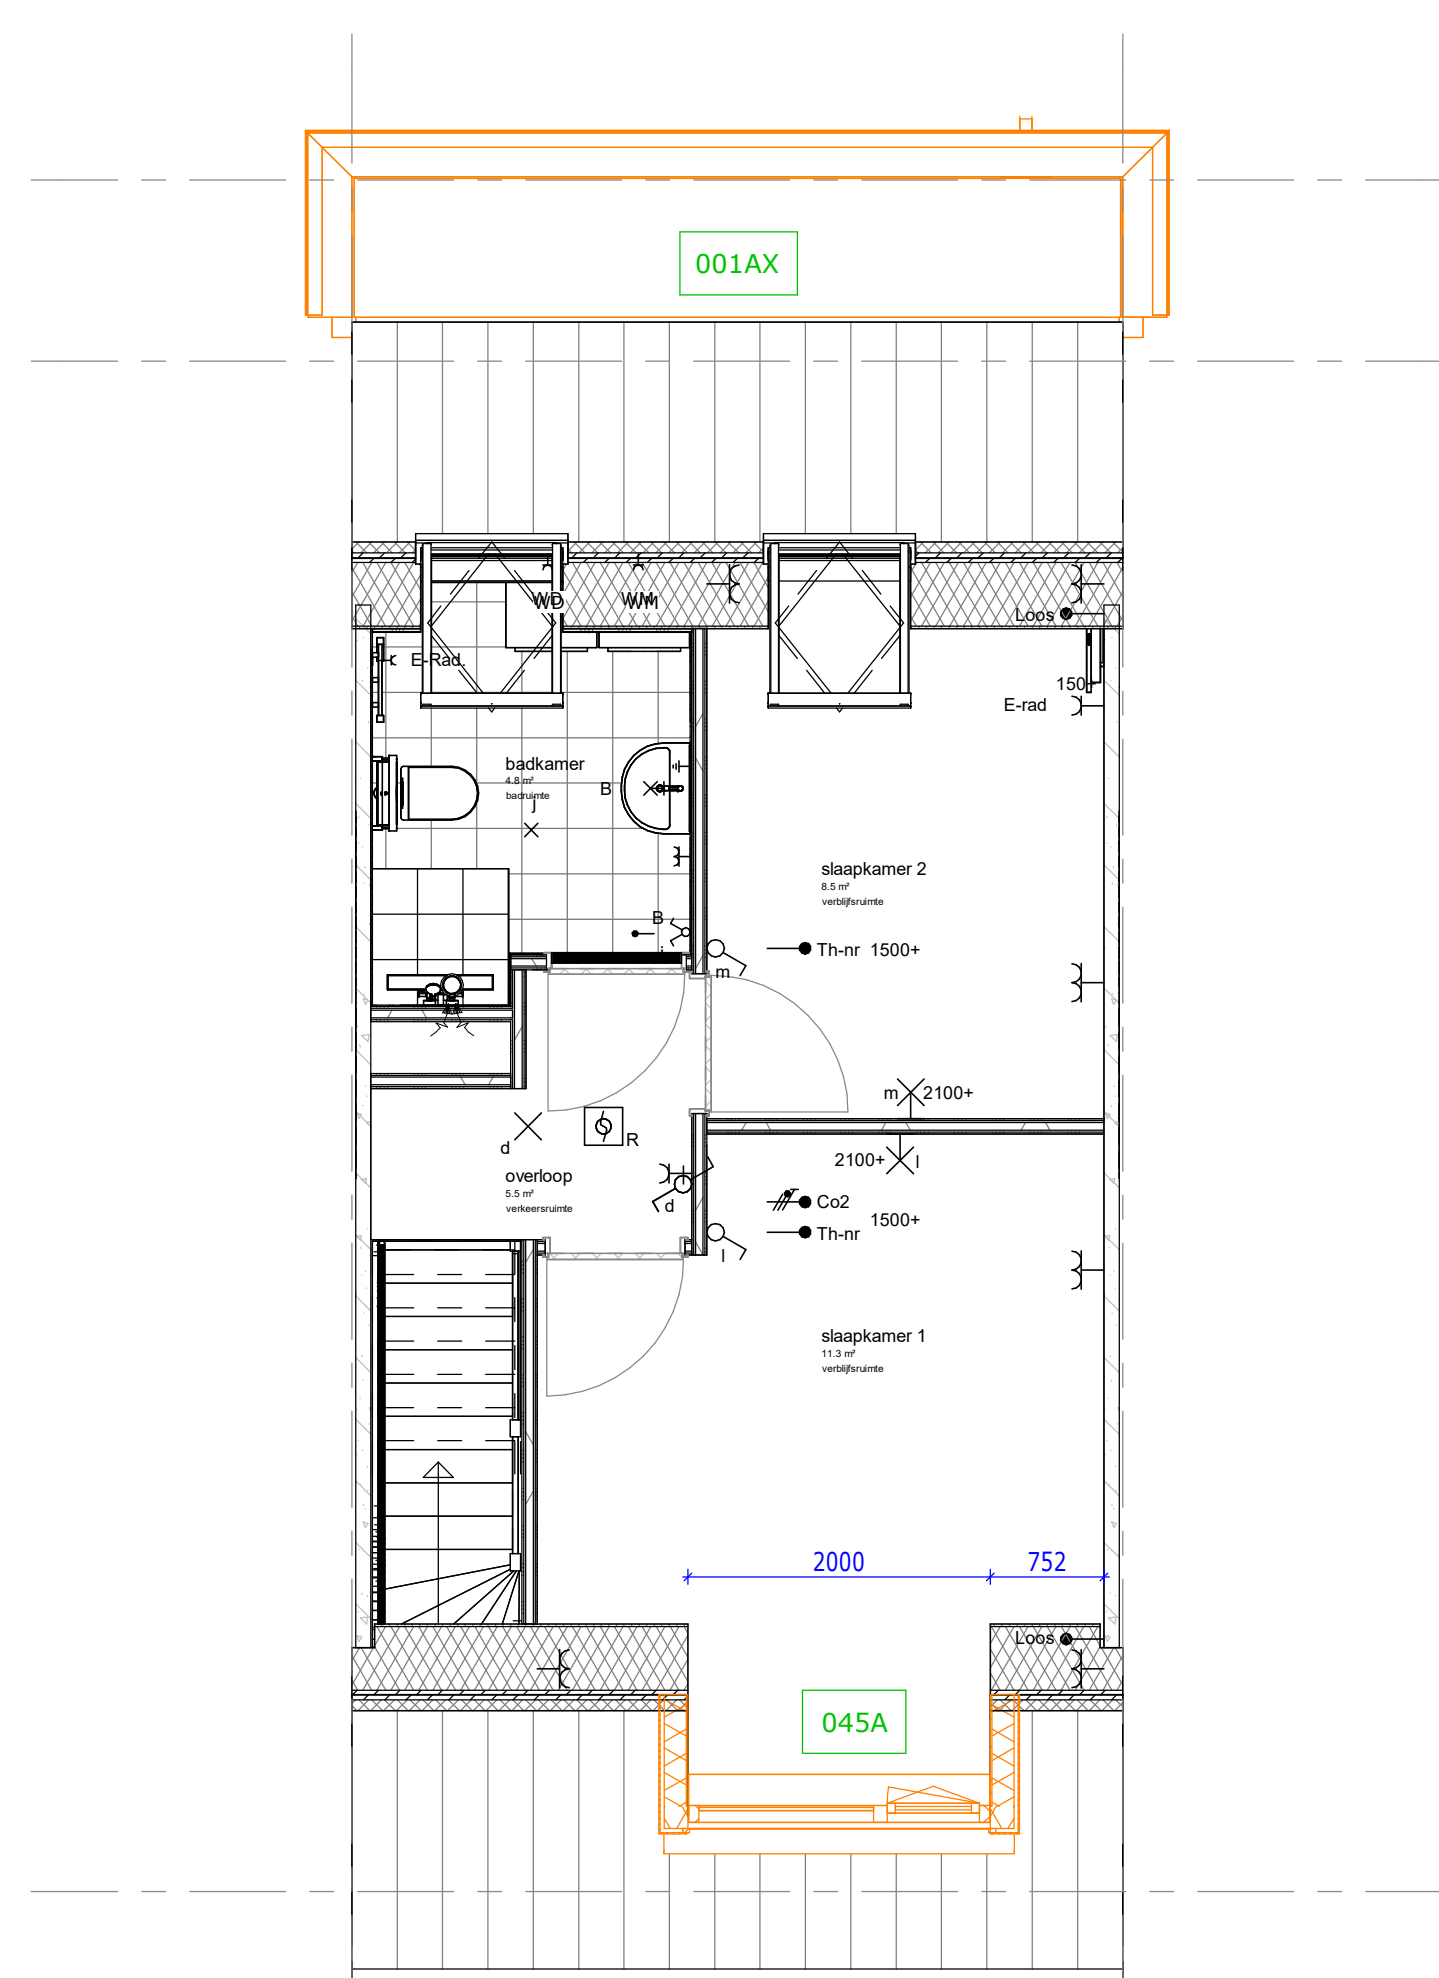 001AX
WD
WM
Loos
E-Rad.
150+
E-rad
badkamer
4.8 m²
badruimte
j
B
slaapkamer 2
8.5 m²
verblijfsruimte
B
j
m
Th-nr 1500+
m 2100+
d
R
2100+ l
overloop
5.5 m²
verkeersruimte
d
Co2
1500+
Th-nr
l
slaapkamer 1
11.3 m²
verblijfsruimte
2000
752
Loos
045A